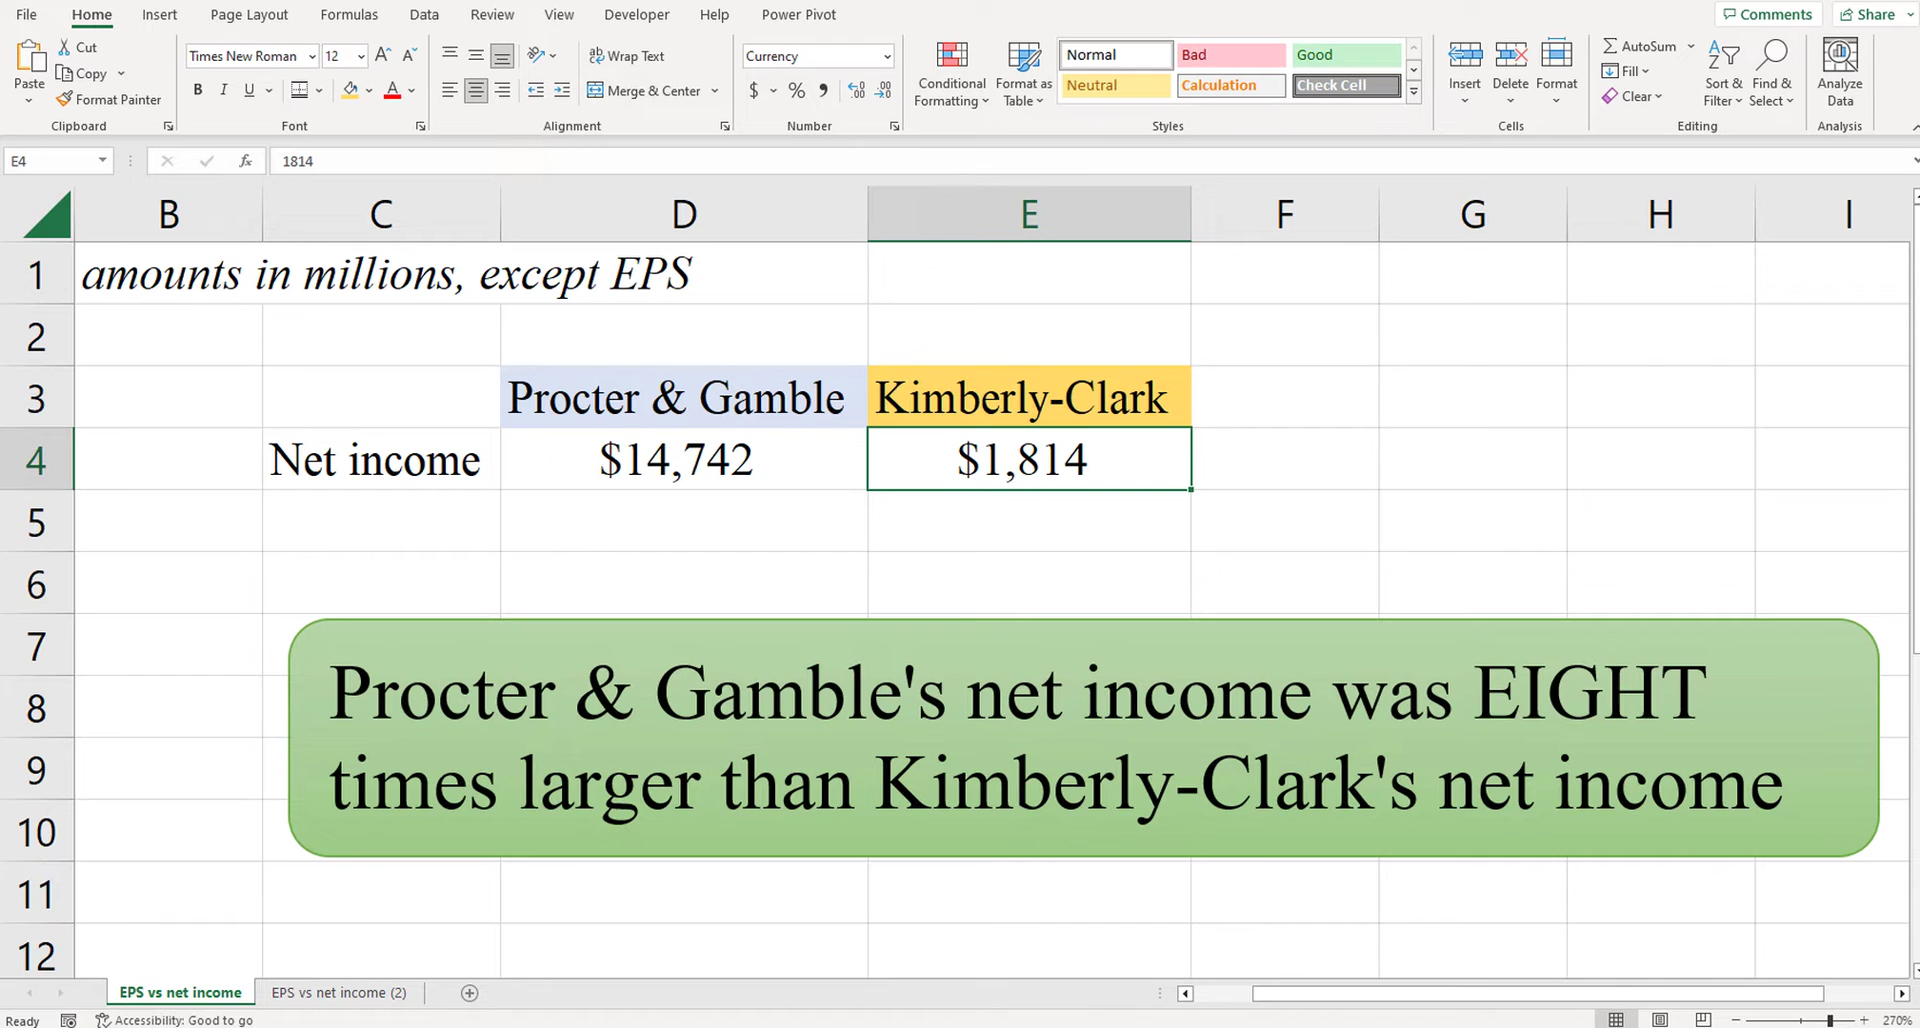 File Home Insert Page Layout Formulas Data Review View Developer Help Power Pivot Comments Share
Paste
Cut
Copy
Format Painter
Clipboard
Times New Roman 12 A A
B I U A
Font
ab Wrap Text
Merge & Center
Alignment
Currency
$ % 9 .00 .00
Number
Conditional Formatting
Format as Table
Normal Bad Good
Neutral Calculation Check Cell
Styles
Insert Delete Format
Cells
AutoSum
Fill
Clear
Sort & Filter
Find & Select
Editing
Analyze Data
Analysis
E4 fx 1814
B C D E F G H I
1 amounts in millions, except EPS
2
3 Procter & Gamble Kimberly-Clark
4 Net income $14,742 $1,814
5
6
7
8
9
10
11
12
Procter & Gamble's net income was EIGHT
times larger than Kimberly-Clark's net income
EPS vs net income EPS vs net income (2)
Ready Accessibility: Good to go 270%